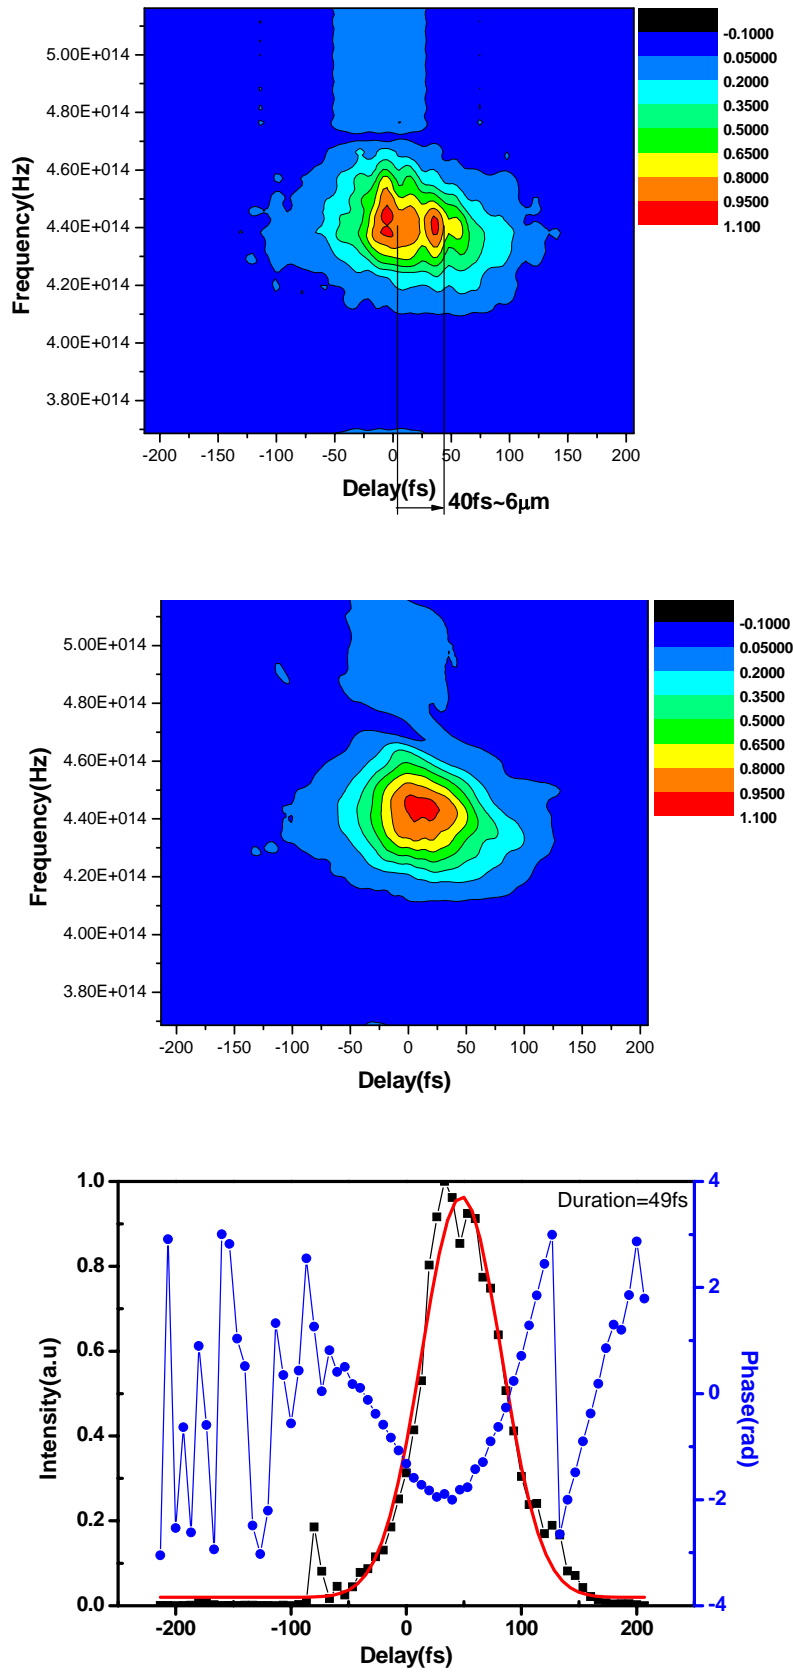 -0.1000
5.00E+014
0.05000
0.2000
4.80E+014
0.3500
0.5000
4.60E+014
0.6500
0.8000
4.40E+014
0.9500
1.100
4.20E+014
4.00E+014
3.80E+014
Frequency(Hz)
-200 -150 -100 -50 0 50 100 150 200
Delay(fs)
40fs~6μm
-0.1000
5.00E+014
0.05000
0.2000
4.80E+014
0.3500
0.5000
4.60E+014
0.6500
0.8000
4.40E+014
0.9500
1.100
4.20E+014
4.00E+014
3.80E+014
Frequency(Hz)
-200 -150 -100 -50 0 50 100 150 200
Delay(fs)
1.0 4
Duration=49fs
0.8
2
0.6
0
0.4
-2
0.2
0.0 -4
Intensity(a.u)
Phase(rad)
-200 -100 0 100 200
Delay(fs)